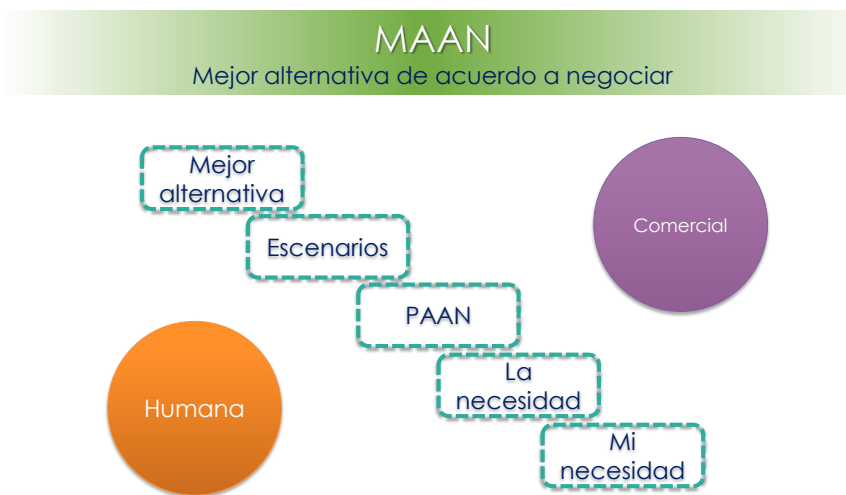 MAAN
Mejor alternativa de acuerdo a negociar
Mejor
alternativa
Escenarios
Comercial
PAAN
La
necesidad
Humana
Mi
necesidad